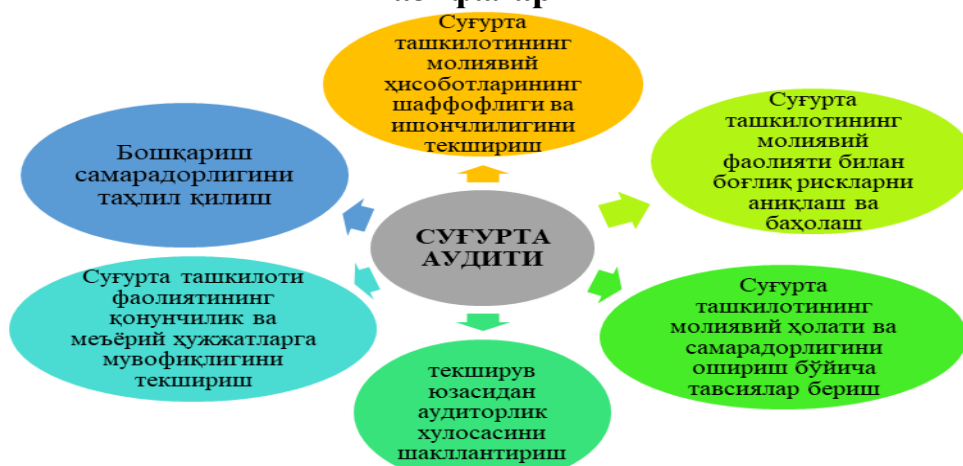 Суғурта
ташкилотининг
молиявий
ҳисоботларининг
шаффофлиги ва
ишончлилигини
текшириш
Суғурта
ташкилотининг
молиявий
фаолияти билан
боғлиқ рискларни
аниқлаш ва
баҳолаш
Бошқариш
самарадорлигини
таҳлил қилиш
СУҒУРТА
АУДИТИ
Суғурта ташкилоти
фаолиятининг
қонунчилик ва
меъёрий ҳужжатларга
мувофиқлигини
текшириш
Суғурта
ташкилотининг
молиявий ҳолати ва
самарадорлигини
ошириш бўйича
тавсиялар бериш
текширув
юзасидан
аудиторлик
хулосасини
шакллантириш